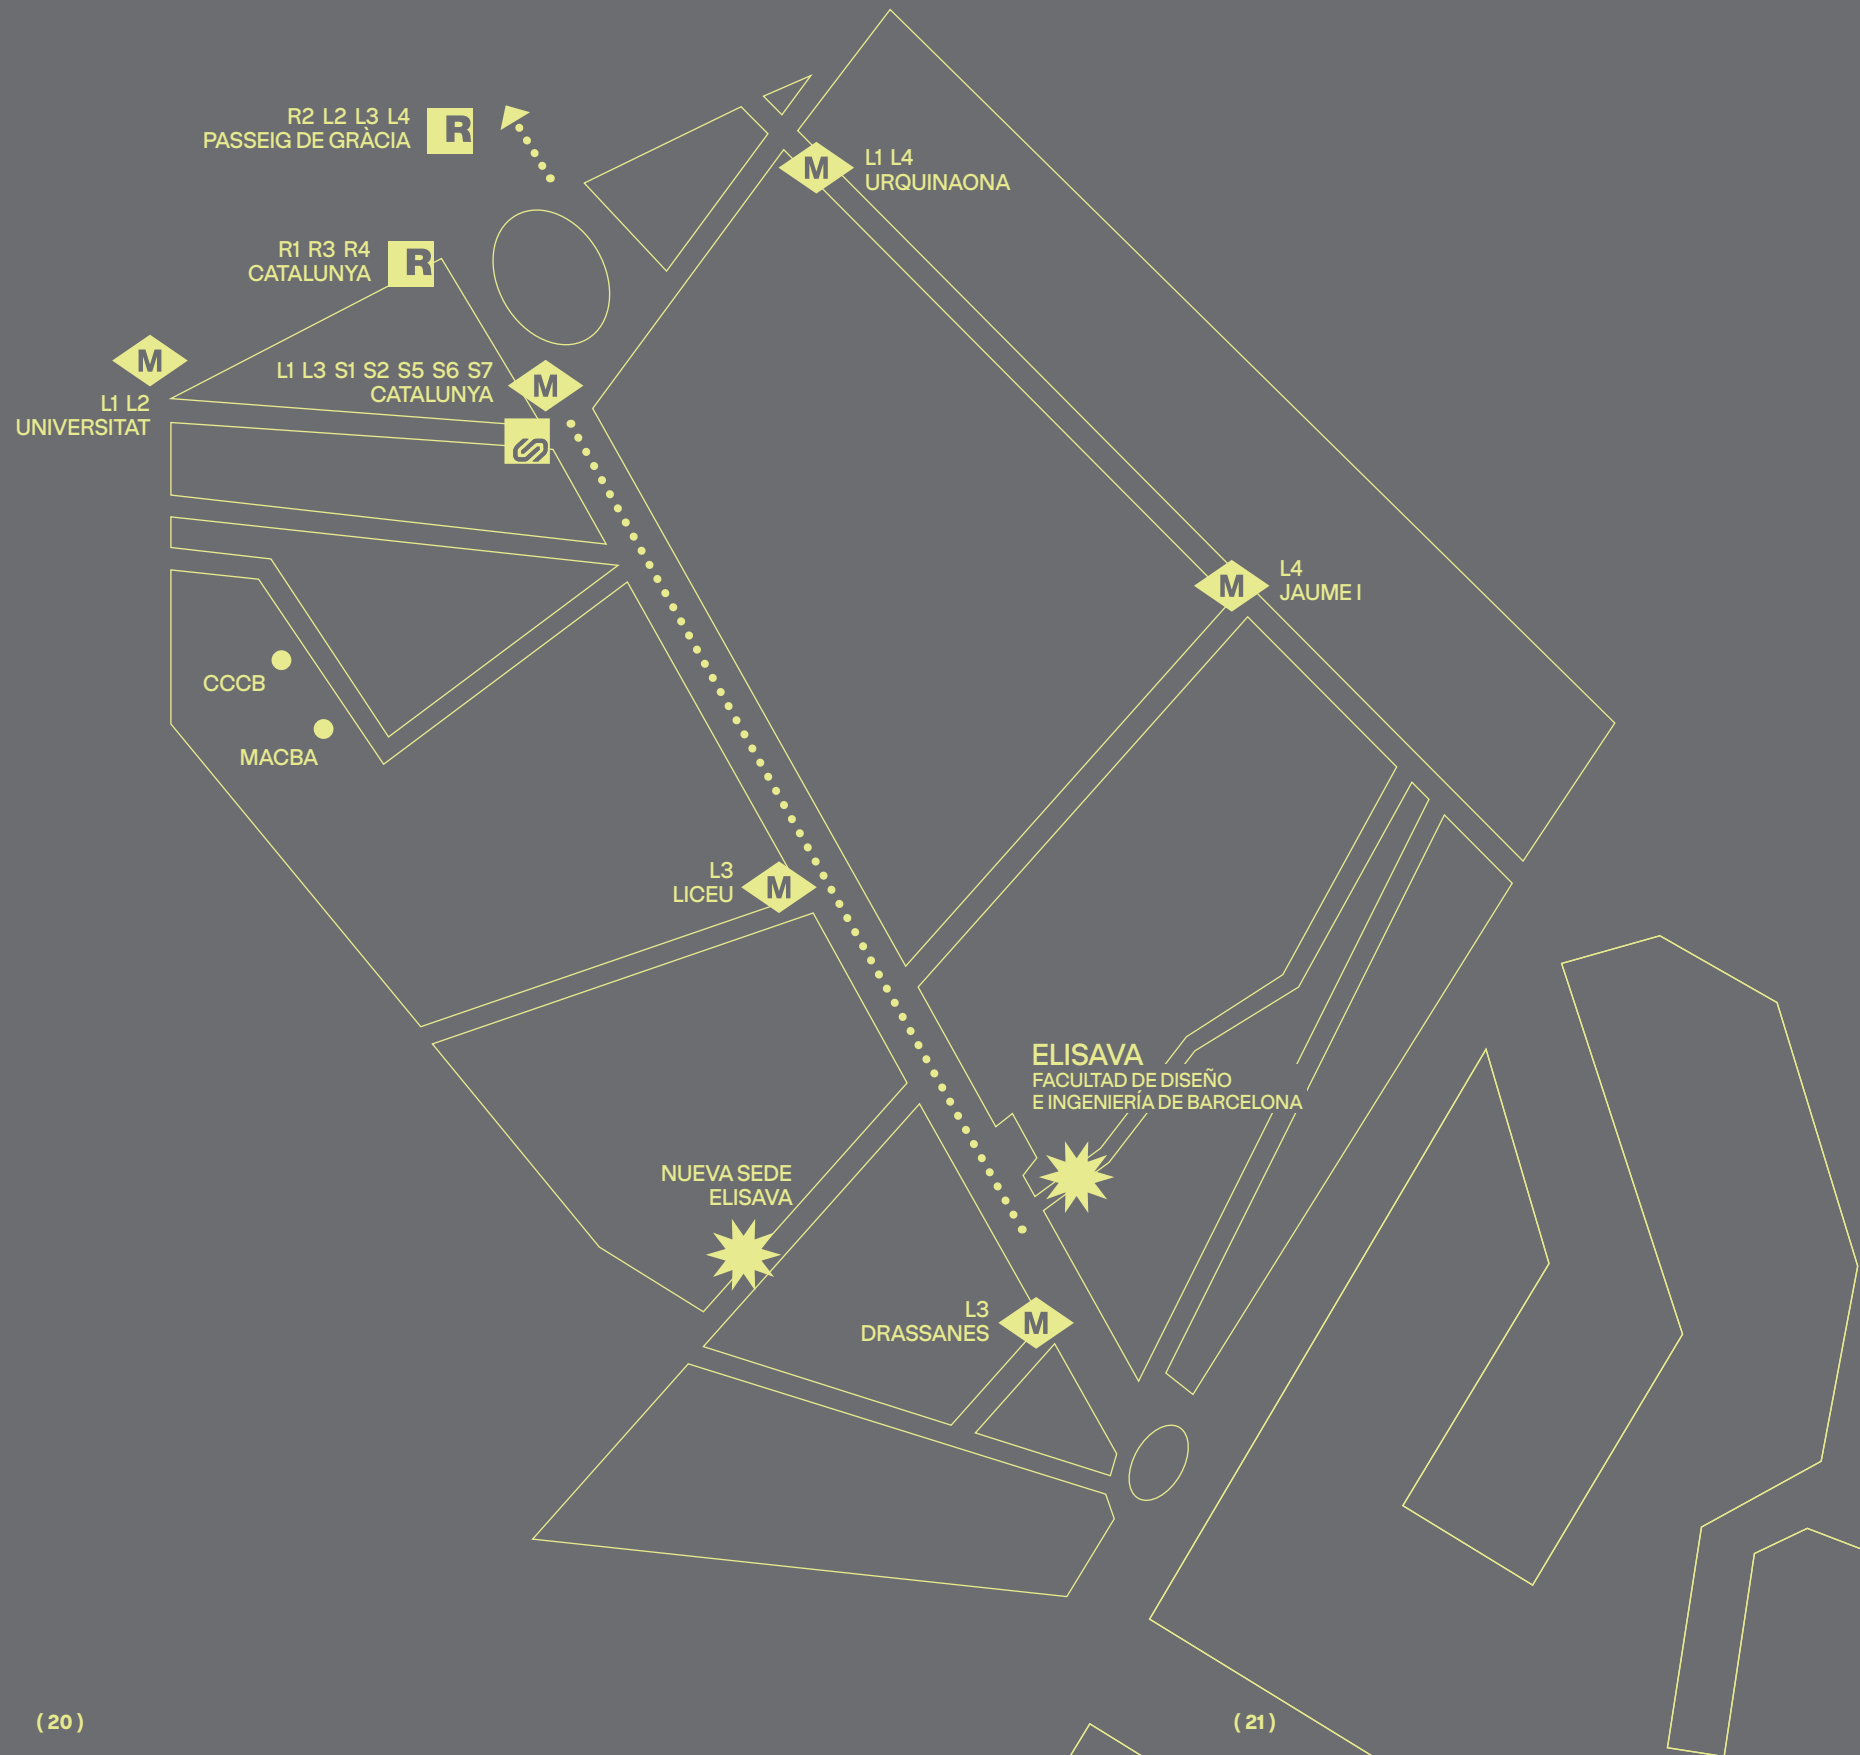 R2 L2 L3 L4
PASSEIG DE GRÀCIA
R
M
L1 L4
URQUINAONA
R1 R3 R4
CATALUNYA
R
M
L1 L2
UNIVERSITAT
L1 L3 S1 S2 S5 S6 S7
CATALUNYA
M
M
L4
JAUME I
CCCB
MACBA
L3
LICEU
M
ELISAVA
FACULTAD DE DISEÑO
E INGENIERÍA DE BARCELONA
NUEVA SEDE
ELISAVA
L3
DRASSANES
M
(20)
(21)